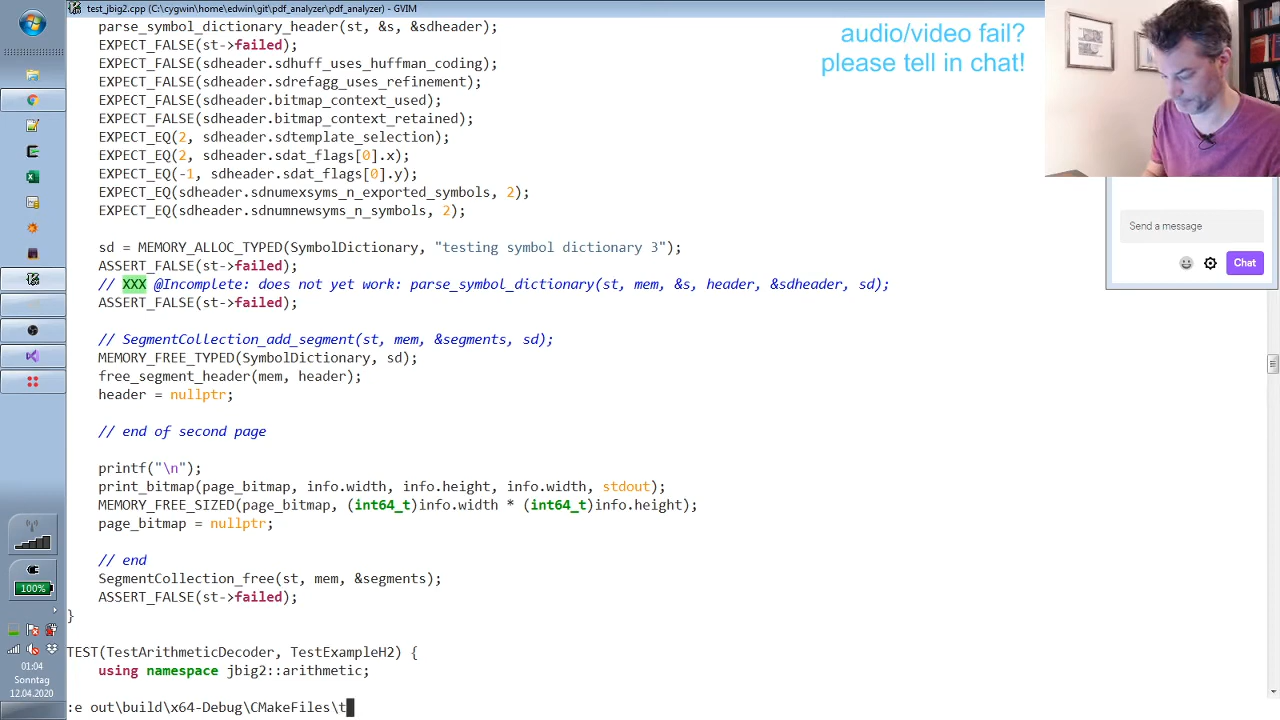 test_jbig2.cpp (C:\cygwin\home\edwin\git\pdf_analyzer\pdf_analyzer) - GVIM
parse_symbol_dictionary_header(st, &s, &sdheader);
EXPECT_FALSE(st->failed);
EXPECT_FALSE(sdheader.sdhuff_uses_huffman_coding);
EXPECT_FALSE(sdheader.sdrefagg_uses_refinement);
EXPECT_FALSE(sdheader.bitmap_context_used);
EXPECT_FALSE(sdheader.bitmap_context_retained);
EXPECT_EQ(2, sdheader.sdtemplate_selection);
EXPECT_EQ(2, sdheader.sdat_flags[0].x);
EXPECT_EQ(-1, sdheader.sdat_flags[0].y);
EXPECT_EQ(sdheader.sdnumexsyms_n_exported_symbols, 2);
EXPECT_EQ(sdheader.sdnumnewsyms_n_symbols, 2);
sd = MEMORY_ALLOC_TYPED(SymbolDictionary, "testing symbol dictionary 3");
ASSERT_FALSE(st->failed);
// XXX @Incomplete: does not yet work: parse_symbol_dictionary(st, mem, &s, header, &sdheader, sd);
ASSERT_FALSE(st->failed);
// SegmentCollection_add_segment(st, mem, &segments, sd);
MEMORY_FREE_TYPED(SymbolDictionary, sd);
free_segment_header(mem, header);
header = nullptr;
// end of second page
printf("\n");
print_bitmap(page_bitmap, info.width, info.height, info.width, stdout);
MEMORY_FREE_SIZED(page_bitmap, (int64_t)info.width * (int64_t)info.height);
page_bitmap = nullptr;
// end
SegmentCollection_free(st, mem, &segments);
ASSERT_FALSE(st->failed);
}
TEST(TestArithmeticDecoder, TestExampleH2) {
using namespace jbig2::arithmetic;
:e out\build\x64-Debug\CMakeFiles\t
audio/video fail?
please tell in chat!
Send a message
Chat
100%
01:04
Sonntag
12.04.2020